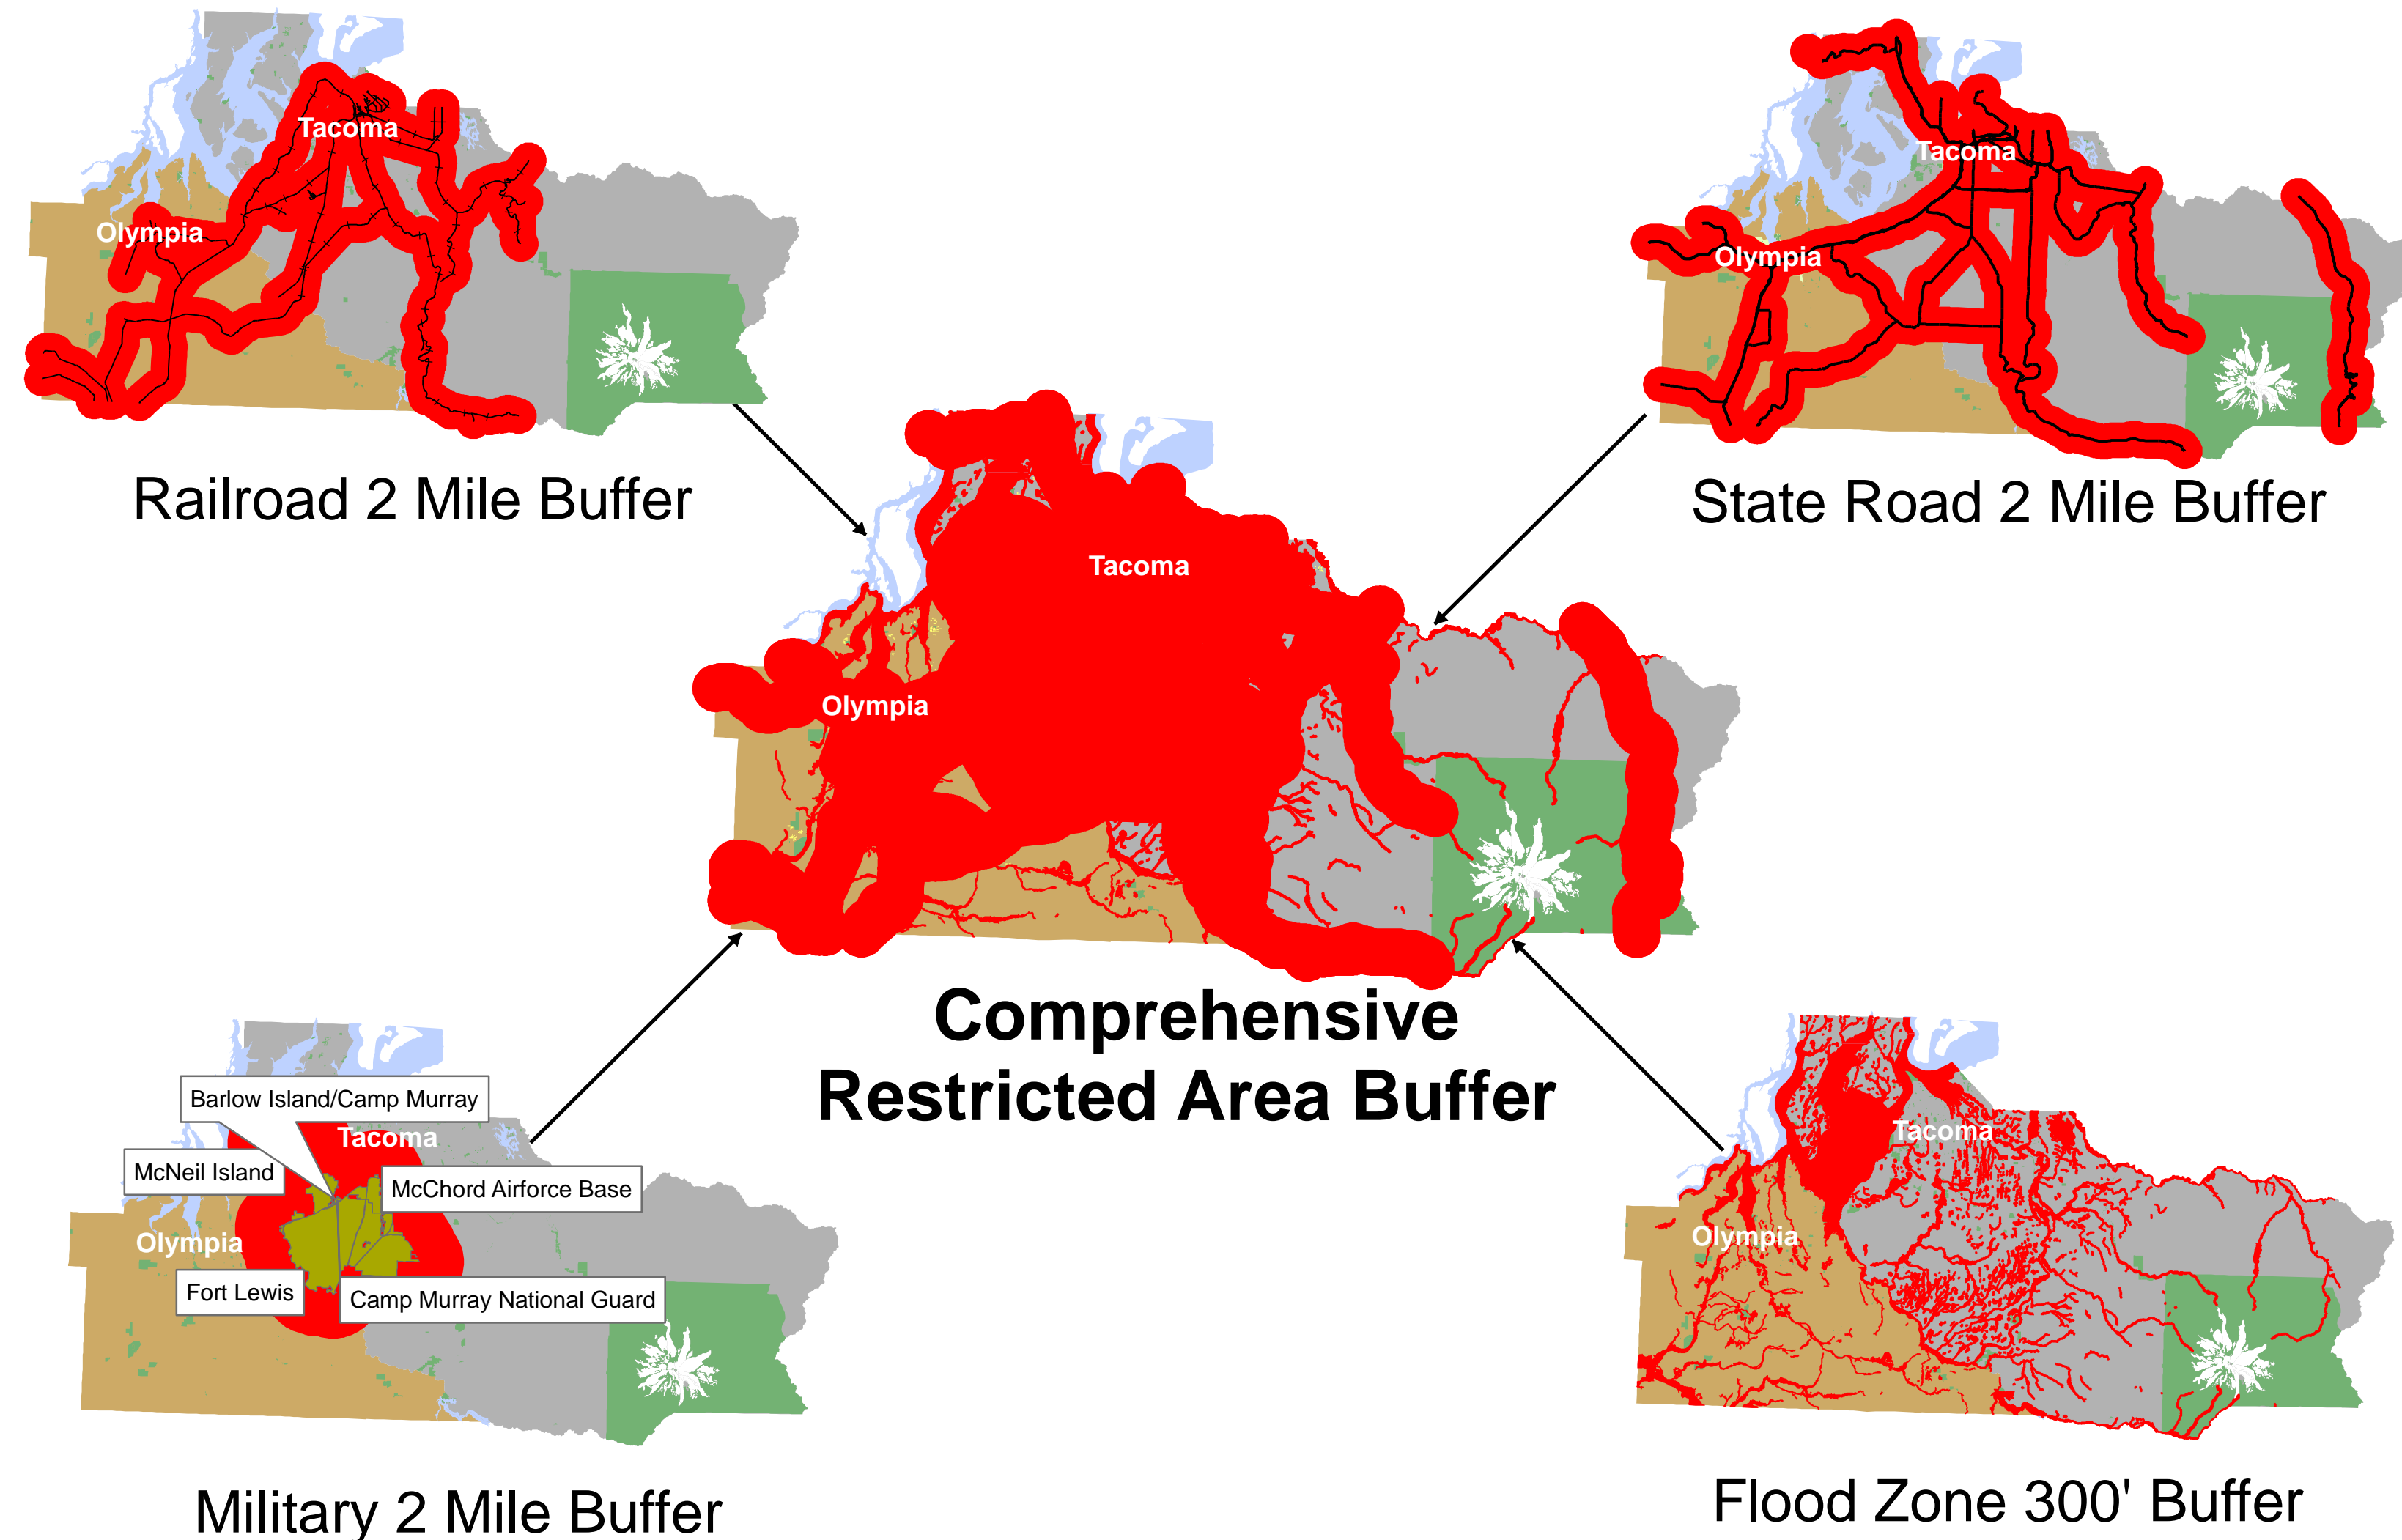 Tacoma
Olympia
Railroad 2 Mile Buffer
Tacoma
Olympia
State Road 2 Mile Buffer
Tacoma
Olympia
Comprehensive
Restricted Area Buffer
Barlow Island/Camp Murray
Tacoma
McNeil Island
McChord Airforce Base
Olympia
Fort Lewis
Camp Murray National Guard
Military 2 Mile Buffer
Tacoma
Olympia
Flood Zone 300' Buffer